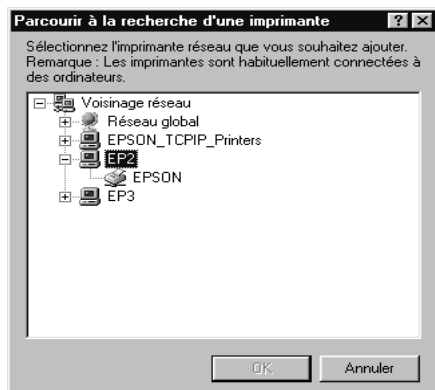 Parcourir à la recherche d'une imprimante
Sélectionnez l'imprimante réseau que vous souhaitez ajouter.
Remarque : Les imprimantes sont habituellement connectées à
des ordinateurs.
Voisinage réseau
Réseau global
EPSON_TCPIP_Printers
EP2
EPSON
EP3
OK
Annuler